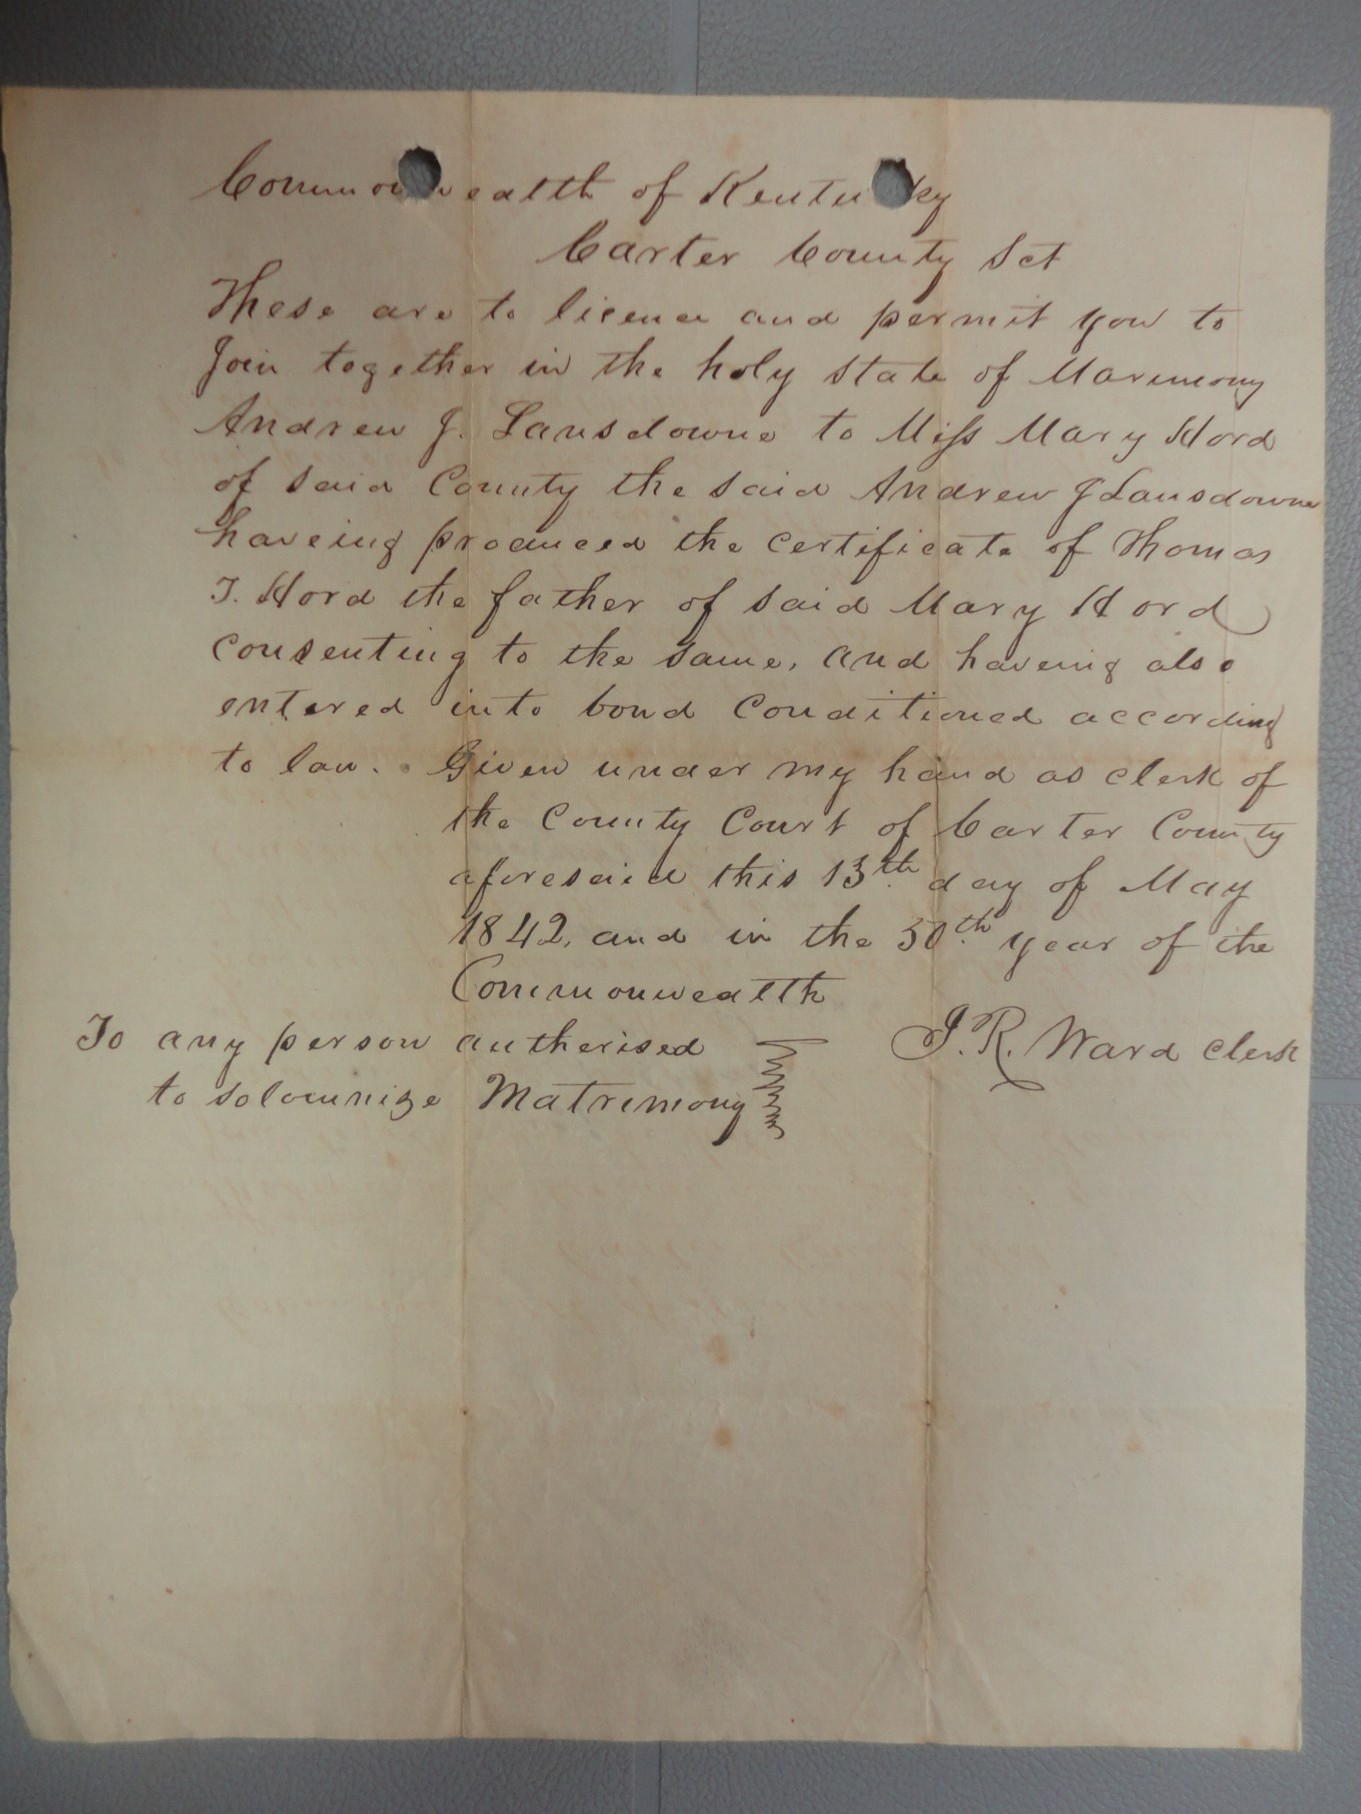 Commonwealth of Kentucky
Carter County Sct
These are to licence and permit you to
Join together in the holy state of Marimony
Andrew J. Lansdowne to Miss Mary Hord
of said County the said Andrew J Lansdowne
haveing produced the certificate of Thomas
T. Hord the father of said Mary Hord
consenting to the same, and haveing also
entered into bond Conditioned according
to law. Given under my hand as clerk of
the County Court of Carter County
aforesaid this 13th day of May
1842, and in the 50th year of the
Commonwealth
To any person autherised
J. R. Ward Clerk
to solomnize Matrimony